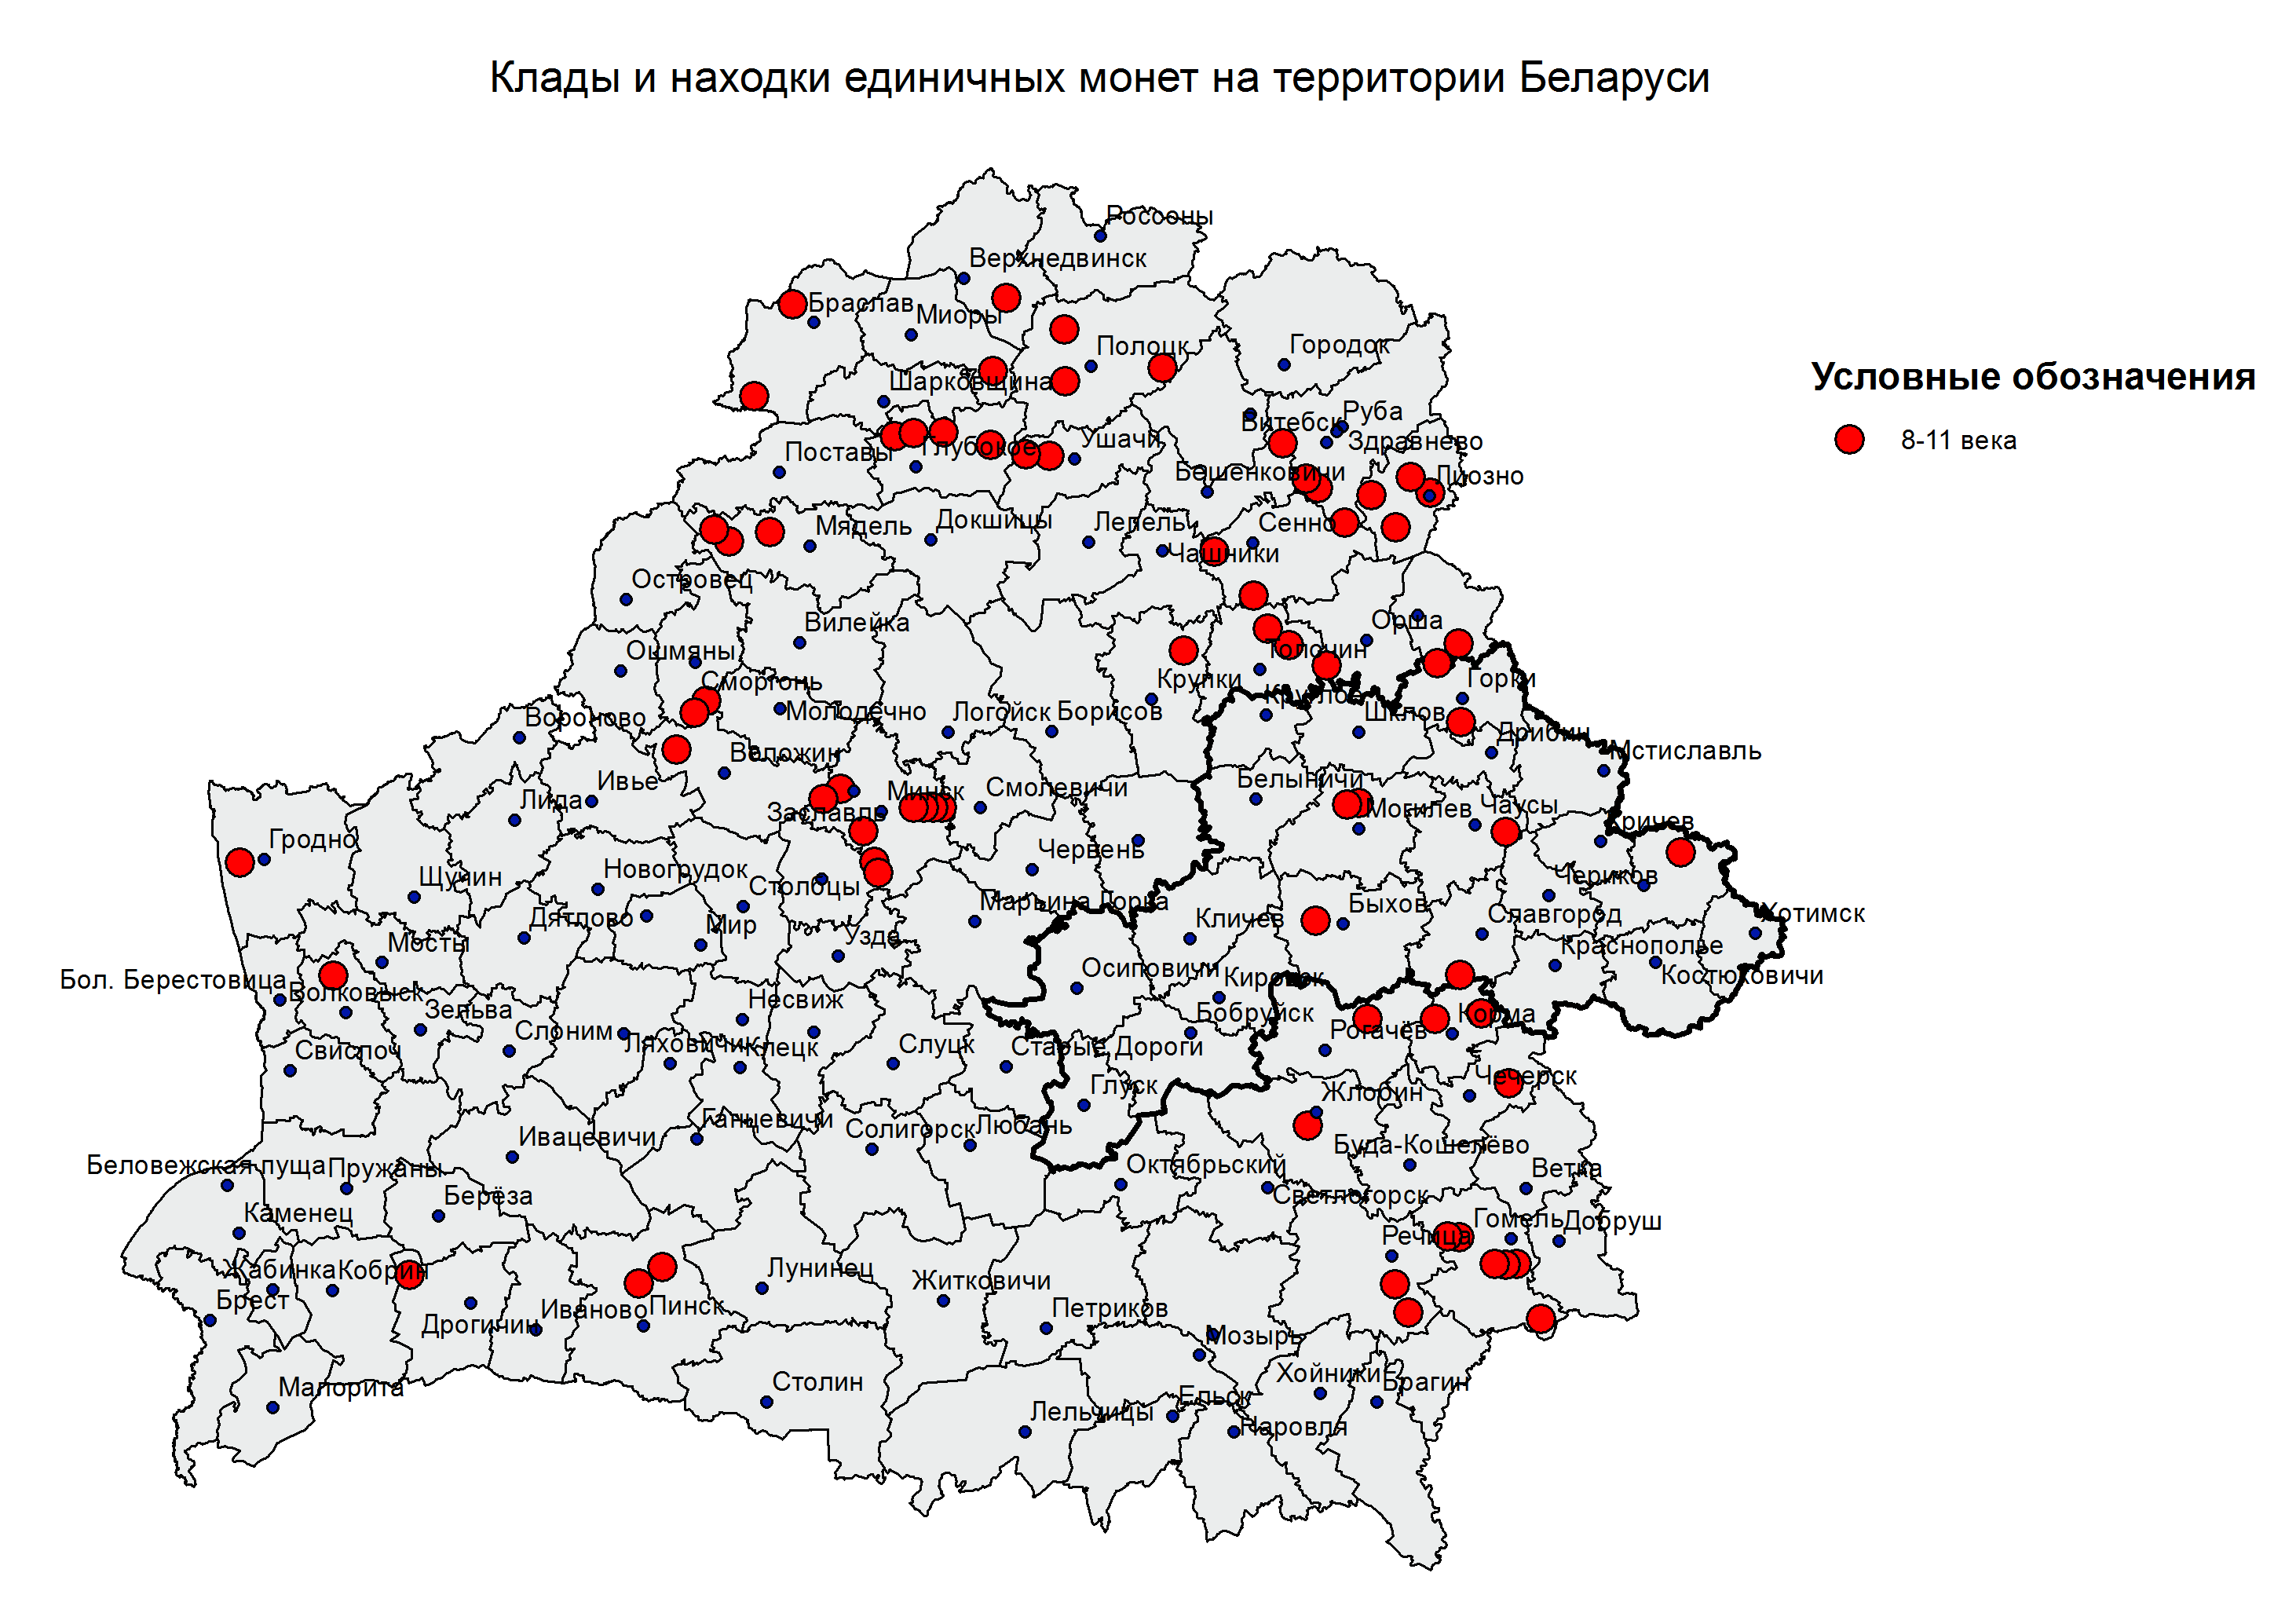 Клады и находки единичных монет на территории Беларуси
Условные обозначения
8-11 века
Россоны
Верхнедвинск
Браслав
Миоры
Полоцк
Городок
Шарковщина
Руба
Витебск
Здравнево
Ушачи
Глубокое
Поставы
Бешенковичи
Лиозно
Мядель
Докшицы
Лепель
Сенно
Чашники
Островец
Вилейка
Орша
Ошмяны
Толочин
Сморгонь
Крупки
Круглое
Горки
Вороново
Молодечно
Логойск
Борисов
Шклов
Дрибин
Мстиславль
Воложин
Ивье
Минск
Смолевичи
Белыничи
Лида
Заславль
Могилев
Чаусы
Кричев
Гродно
Червень
Щучин
Новогрудок
Столбцы
Чериков
Марьина Горка
Быхов
Славгород
Хотимск
Дятлово
Мир
Узда
Кличев
Мосты
Краснополье
Костюковичи
Бол. Берестовица
Волковыск
Осиповичи
Кировск
Зельва
Несвиж
Бобруйск
Корма
Слоним
Рогачёв
Свислоч
Ляховичи
Клецк
Слуцк
Старые Дороги
Глуск
Жлобин
Чечерск
Ганцевичи
Ивацевичи
Солигорск
Любань
Буда-Кошелёво
Беловежская пуща
Пружаны
Октябрьский
Ветка
Берёза
Светлогорск
Каменец
Гомель
Добруш
Речица
Жабинка
Кобрин
Лунинец
Житковичи
Брест
Дрогичин
Иваново
Пинск
Петриков
Мозырь
Малорита
Столин
Хойники
Брагин
Лельчицы
Ельск
Наровля